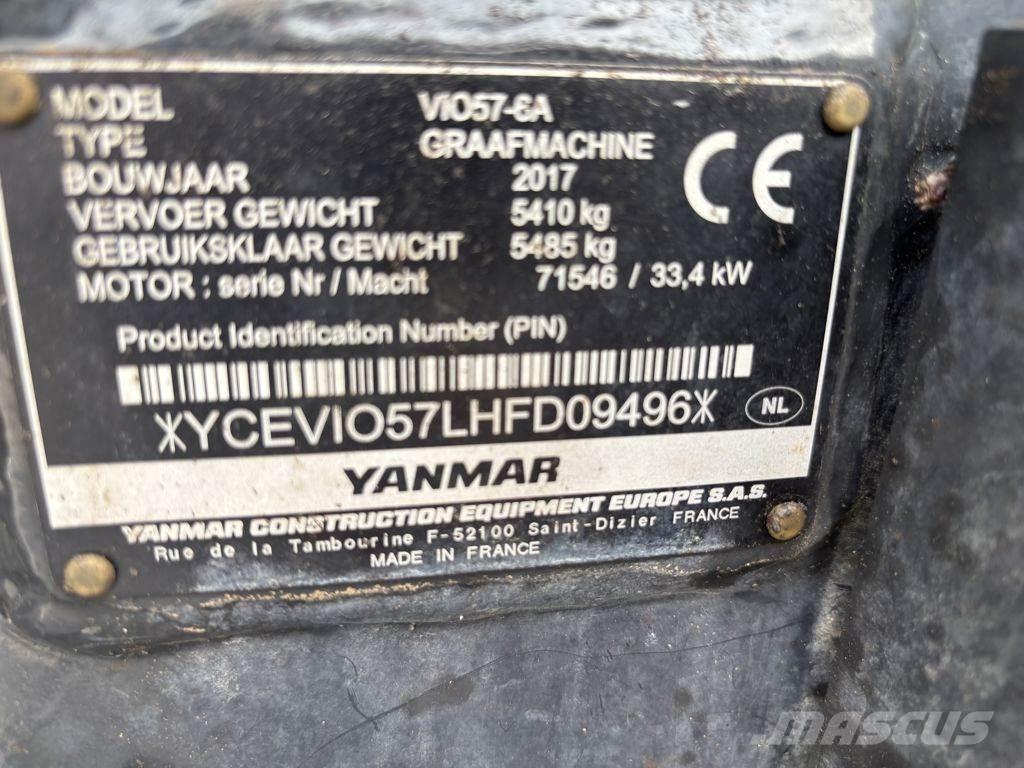 MODEL ViO57-6A
TYPE GRAAFMACHINE
BOUWJAAR 2017
VERVOER GEWICHT 5410 kg
GEBRUIKSKLAAR GEWICHT 5485 kg
MOTOR : serie Nr / Macht 71546 / 33,4 kW
CE
Product Identification Number (PIN)
*YCEVIO57LHFD09496*
NL
YANMAR
YANMAR CONSTRUCTION EQUIPMENT EUROPE S.A.S.
Rue de la Tambourine F-52100 Saint-Dizier FRANCE
MADE IN FRANCE
MASCUS